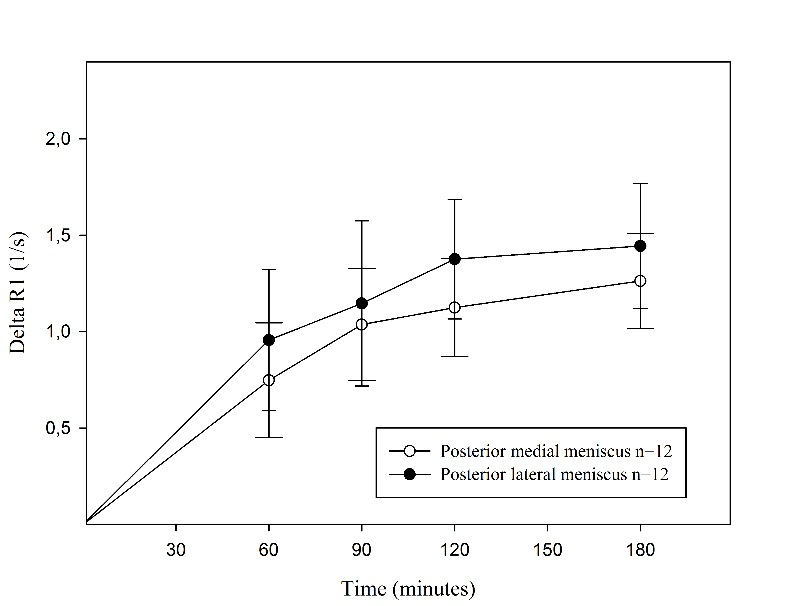 2,0
1,5
1,0
0,5
Delta R1 (1/s)
Posterior medial meniscus n−12
Posterior lateral meniscus n−12
30 60 90 120 150 180
Time (minutes)